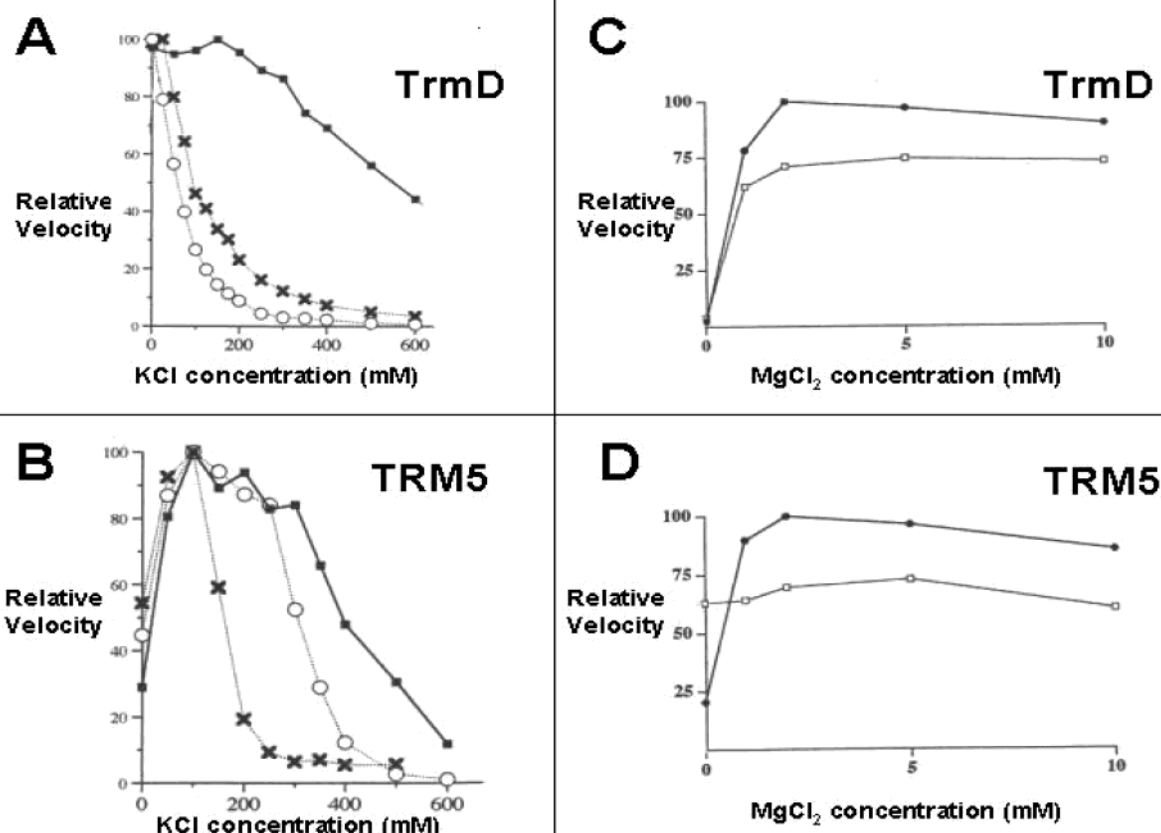 A
TrmD
100
80
60
40
20
0
Relative
Velocity
0 200 400 600
KCl concentration (mM)
C
TrmD
100
75
50
25
Relative
Velocity
0 5 10
MgCl2 concentration (mM)
B
TRM5
100
80
60
40
20
0
Relative
Velocity
0 200 400 600
KCl concentration (mM)
D
TRM5
100
75
50
25
Relative
Velocity
0 5 10
MgCl2 concentration (mM)